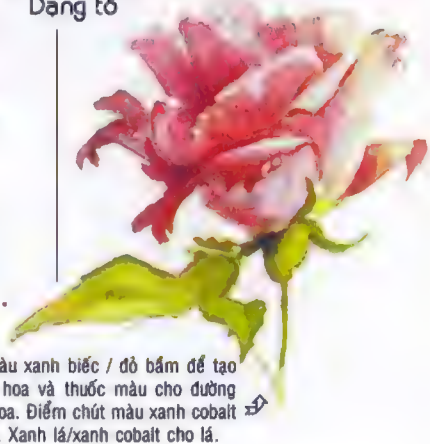 Dạng tô
àu xanh biếc / đỏ bầm để tạo
hoa và thuốc màu cho đường
oa. Điểm chút màu xanh cobalt
. Xanh lá/xanh cobalt cho lá.